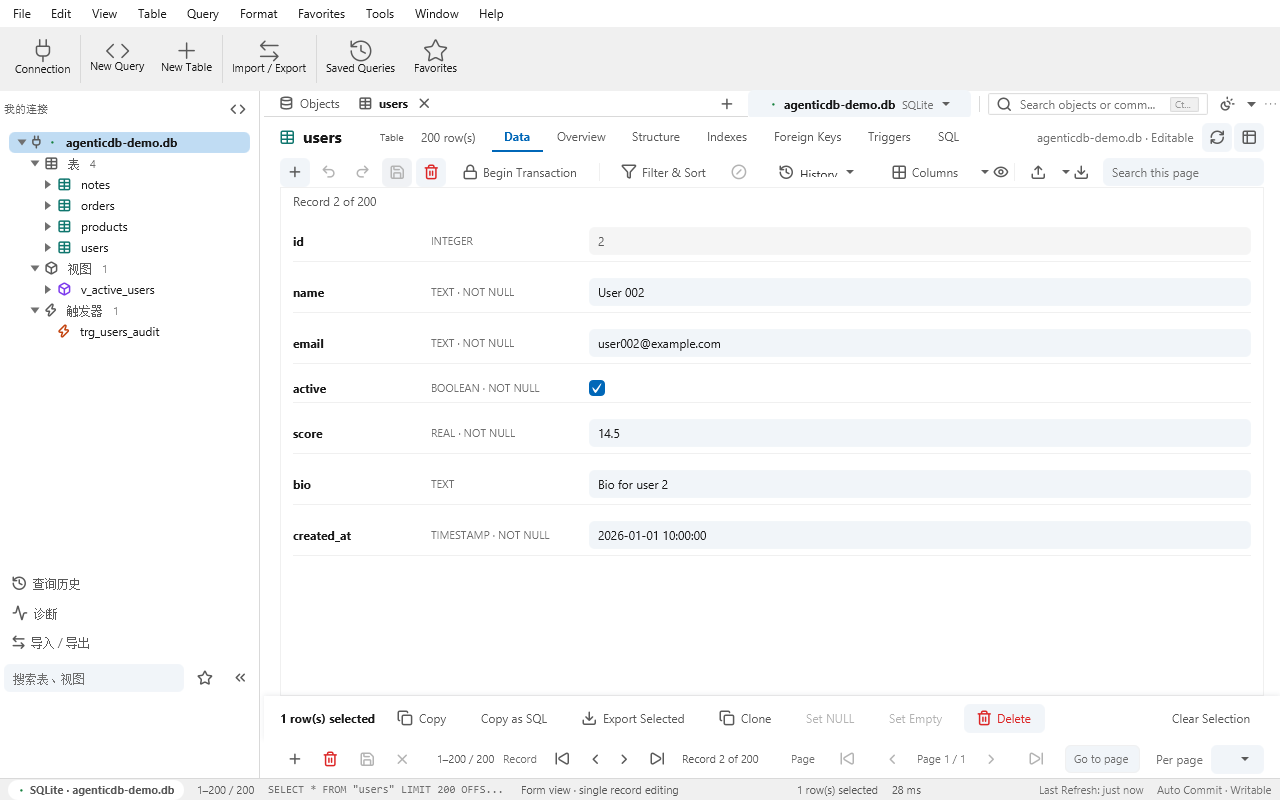 File Edit View Table Query Format Favorites Tools Window Help
Connection New Query New Table Import / Export Saved Queries Favorites
我的连接
agenticdb-demo.db
表 4
notes
orders
products
users
视图 1
v_active_users
触发器 1
trg_users_audit
查询历史
诊断
导入 / 导出
搜索表、视图
Objects users agenticdb-demo.db SQLite Search objects or comm... Ct...
users Table 200 row(s) Data Overview Structure Indexes Foreign Keys Triggers SQL agenticdb-demo.db · Editable
Begin Transaction Filter & Sort History Columns Search this page
Record 2 of 200
id INTEGER 2
name TEXT · NOT NULL User 002
email TEXT · NOT NULL user002@example.com
active BOOLEAN · NOT NULL
score REAL · NOT NULL 14.5
bio TEXT Bio for user 2
created_at TIMESTAMP · NOT NULL 2026-01-01 10:00:00
1 row(s) selected Copy Copy as SQL Export Selected Clone Set NULL Set Empty Delete Clear Selection
1–200 / 200 Record Record 2 of 200 Page Page 1 / 1 Go to page Per page
SQLite · agenticdb-demo.db 1–200 / 200 SELECT * FROM "users" LIMIT 200 OFFS... Form view · single record editing 1 row(s) selected 28 ms Last Refresh: just now Auto Commit · Writable